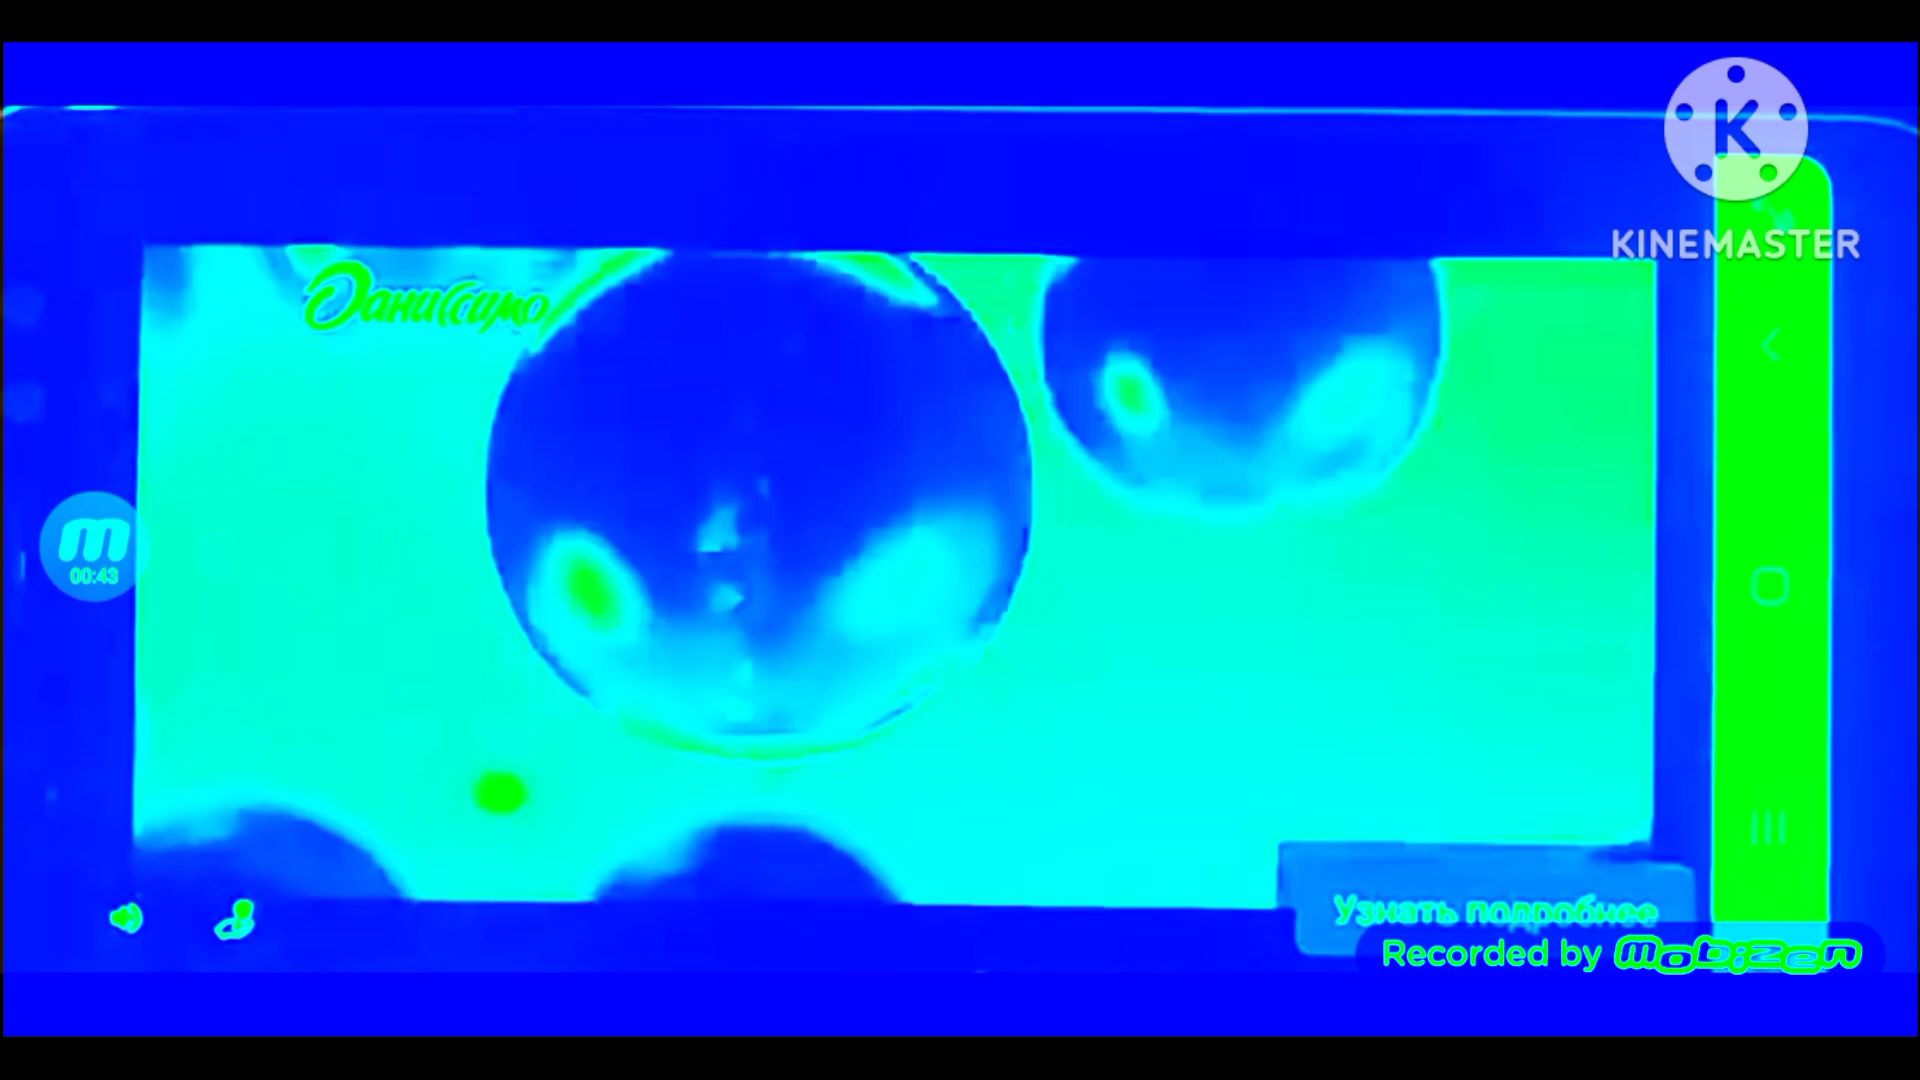 K
KINEMASTER
Даниссимо
m
00:43
Узнать подробнее
Recorded by mobizen